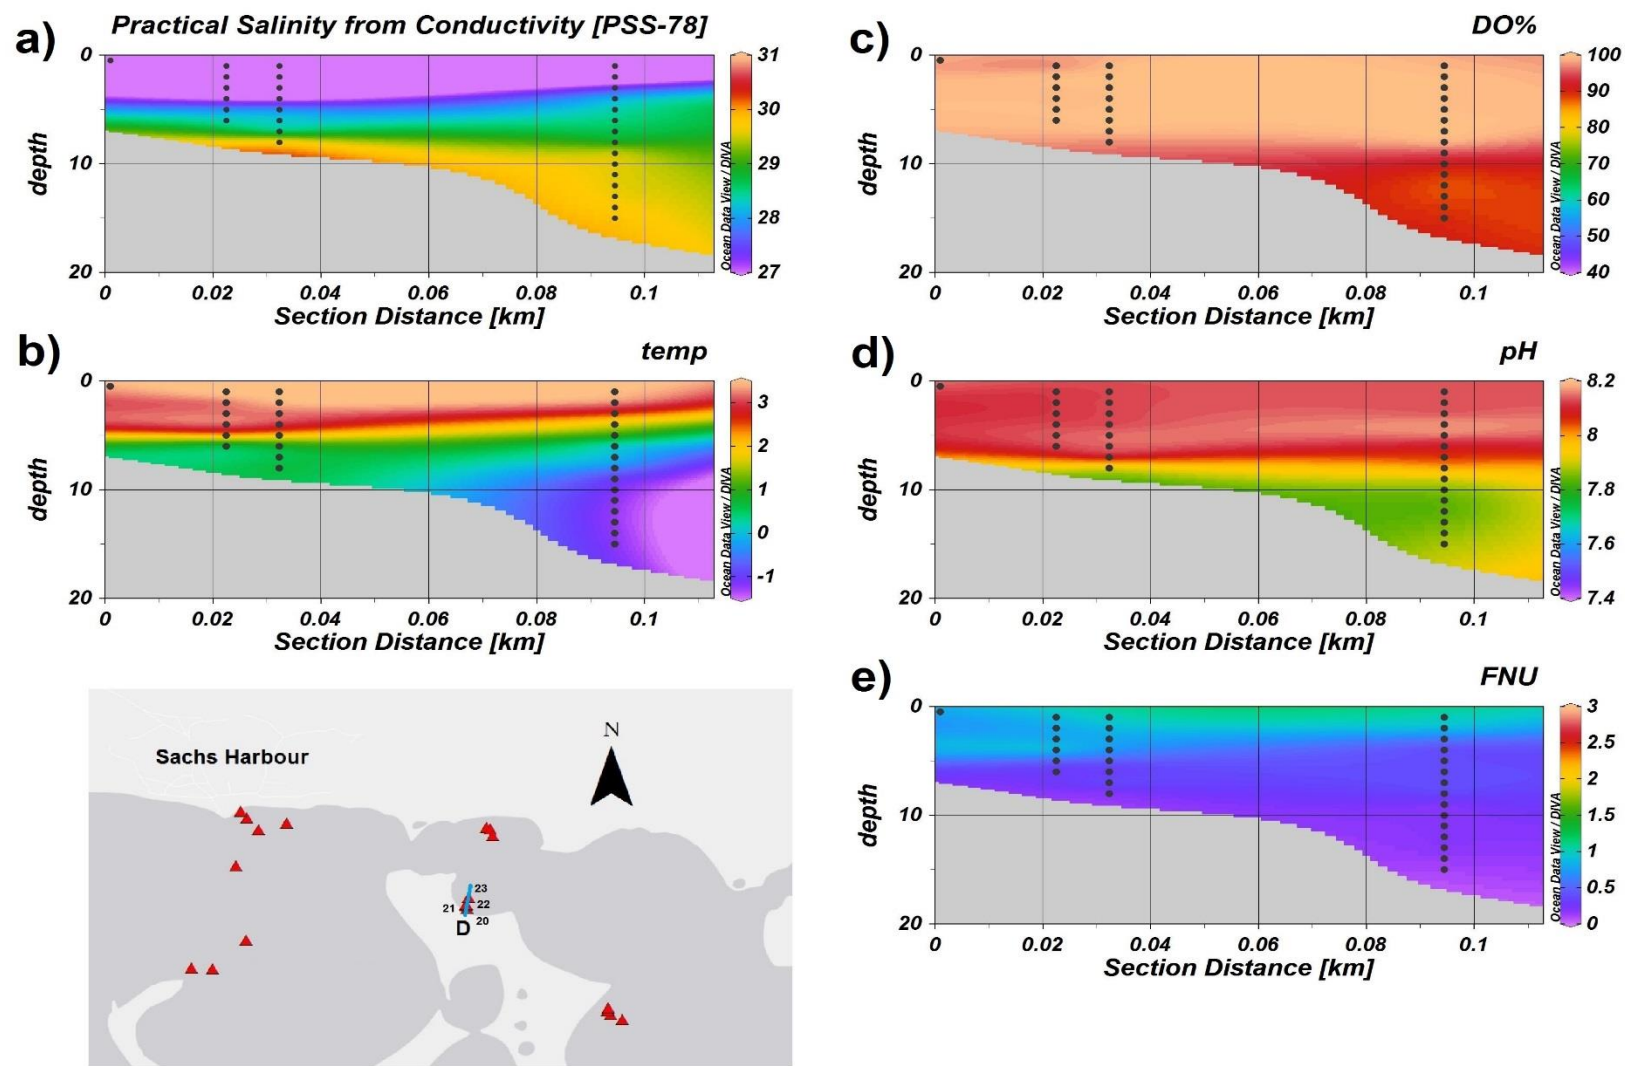 a)
Practical Salinity from Conductivity [PSS-78]
0
10
20
depth
0 0.02 0.04 0.06 0.08 0.1
Section Distance [km]
31
30
29
28
27
Ocean Data View / DIVA
b)
temp
0
10
20
depth
0 0.02 0.04 0.06 0.08 0.1
Section Distance [km]
3
2
1
0
-1
Ocean Data View / DIVA
Sachs Harbour
N
23
21 22
D 20
c)
DO%
0
10
20
depth
0 0.02 0.04 0.06 0.08 0.1
Section Distance [km]
100
90
80
70
60
50
40
Ocean Data View / DIVA
d)
pH
0
10
20
depth
0 0.02 0.04 0.06 0.08 0.1
Section Distance [km]
8.2
8
7.8
7.6
7.4
Ocean Data View / DIVA
e)
FNU
0
10
20
depth
0 0.02 0.04 0.06 0.08 0.1
Section Distance [km]
3
2.5
2
1.5
1
0.5
0
Ocean Data View / DIVA